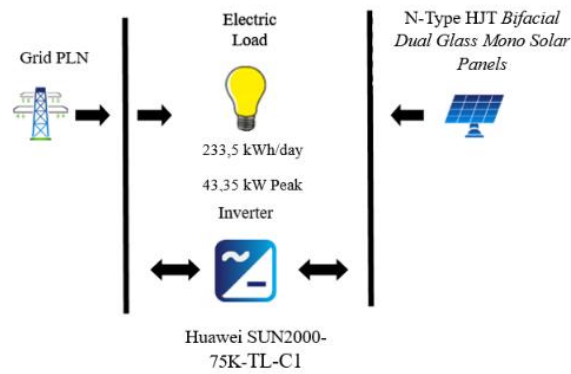 Grid PLN
Electric
Load
233,5 kWh/day
43,35 kW Peak
Inverter
Huawei SUN2000-
75K-TL-C1
N-Type HJT Bifacial
Dual Glass Mono Solar
Panels